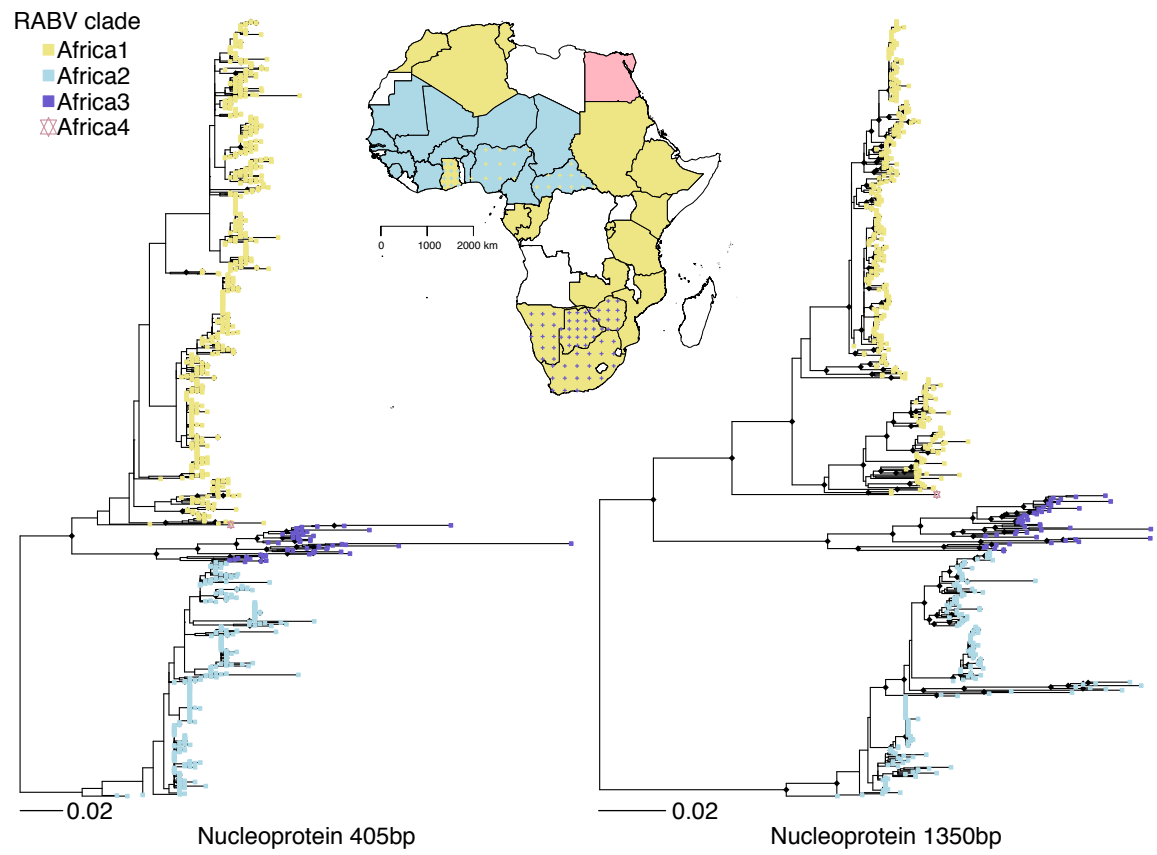 RABV clade
Africa1
Africa2
Africa3
Africa4
0 1000 2000 km
0.02
0.02
Nucleoprotein 405bp
Nucleoprotein 1350bp